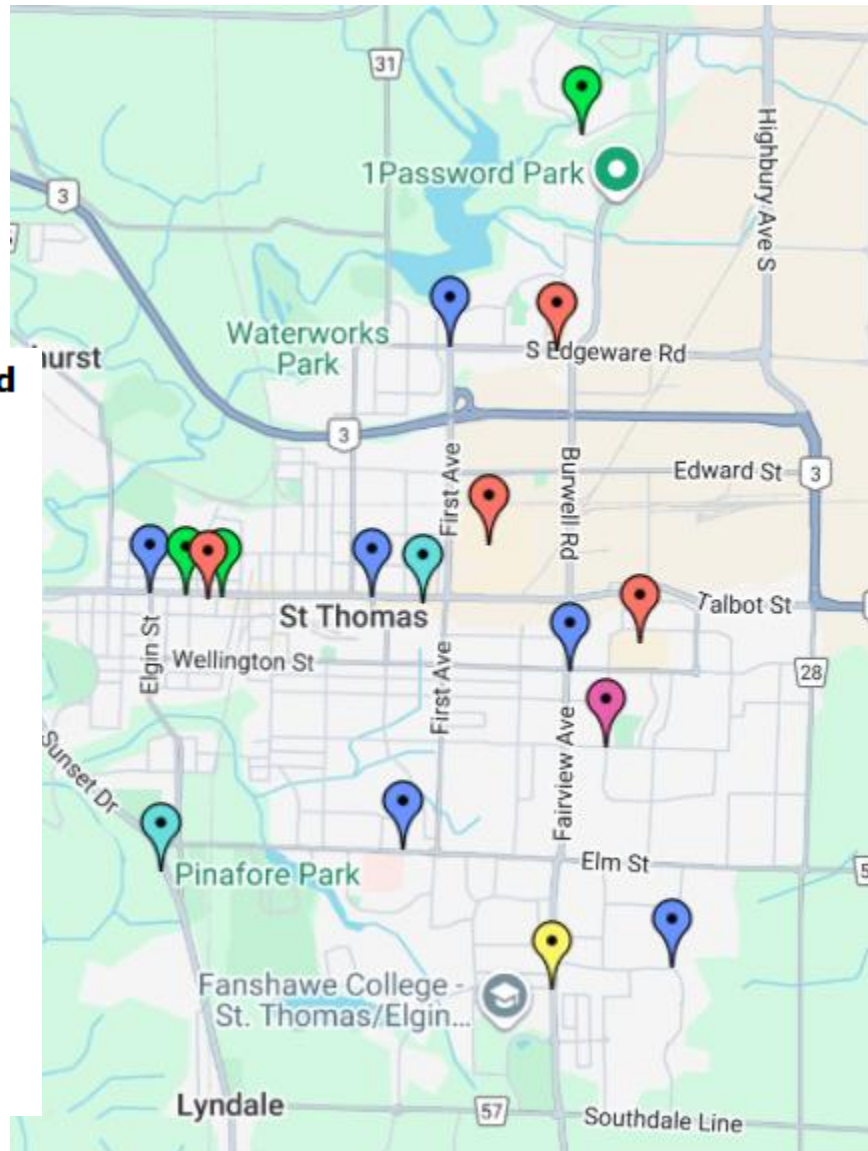 31
1Password Park
Highbury Ave S
3
Waterworks
Park
S Edgeware Rd
hurst
d
3
First Ave
Burwell Rd
Edward St
3
St Thomas
Talbot St
Elgin St
Wellington St
First Ave
Fairview Ave
28
Sunset Dr
Pinafore Park
Elm St
5
Fanshawe College -
St. Thomas/Elgin...
Lyndale
57
Southdale Line